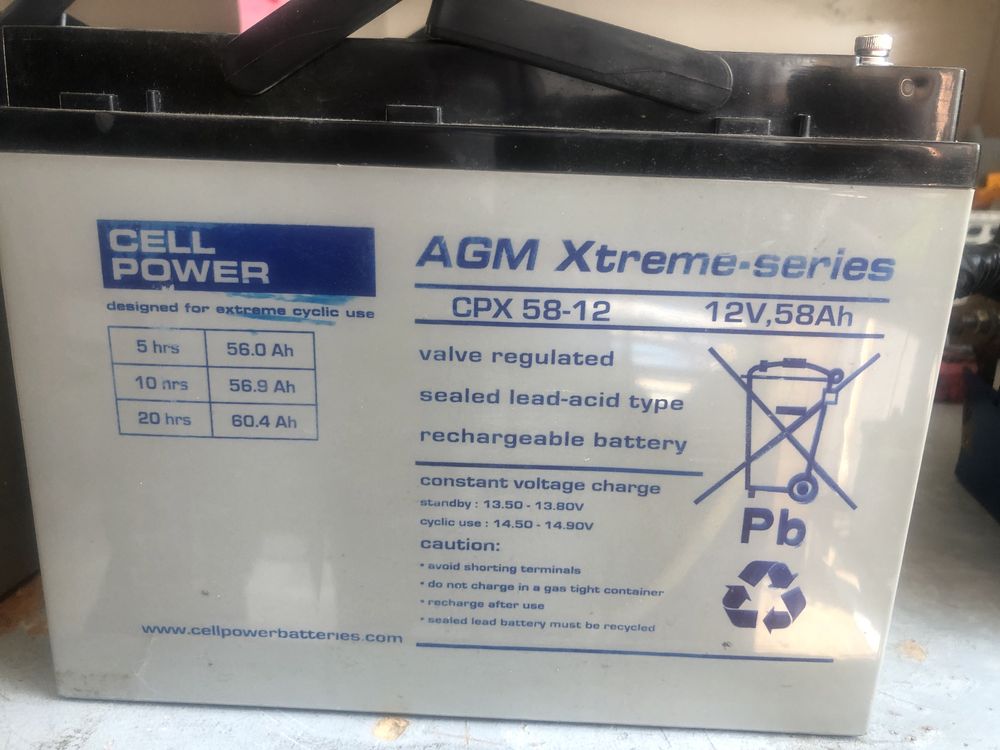 CELL
POWER
designed for extreme cyclic use
5 hrs 56.0 Ah
10 hrs 56.9 Ah
20 hrs 60.4 Ah
www.cellpowerbatteries.com
AGM Xtreme-series
CPX 58-12 12V,58Ah
valve regulated
sealed lead-acid type
rechargeable battery
constant voltage charge
standby : 13.50 - 13.80V
cyclic use : 14.50 - 14.90V
caution:
• avoid shorting terminals
• do not charge in a gas tight container
• recharge after use
• sealed lead battery must be recycled
Pb